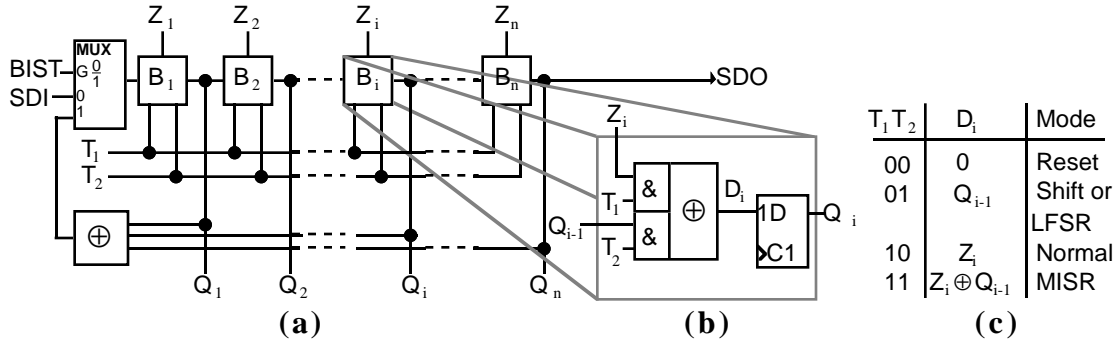 Z1 Z2 Zi Zn
MUX
BIST G 0/1
SDI 0
1
B1 B2 Bi Bn
SDO
T1
T2
⊕
Q1 Q2 Qi Qn
(a)
Zi
T1 &
Qi-1 &
T2
⊕
Di
1D
C1
Q i
(b)
T1T2 Di Mode
00 0 Reset
01 Qi-1 Shift or
LFSR
10 Zi Normal
11 Zi⊕Qi-1 MISR
(c)